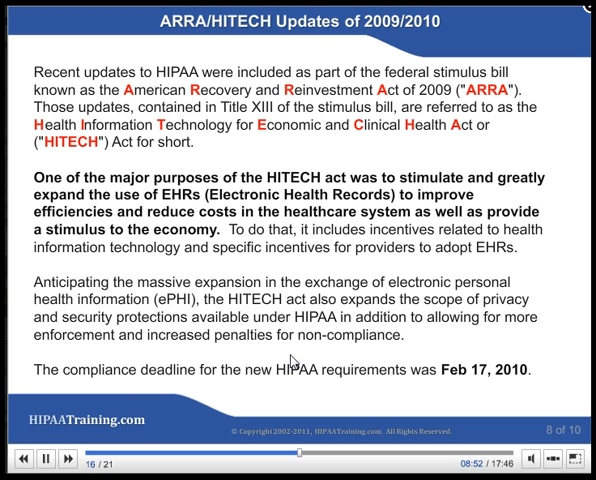 ARRA/HITECH Updates of 2009/2010
Recent updates to HIPAA were included as part of the federal stimulus bill
known as the American Recovery and Reinvestment Act of 2009 ("ARRA").
Those updates, contained in Title XIII of the stimulus bill, are referred to as the
Health Information Technology for Economic and Clinical Health Act or
("HITECH") Act for short.
One of the major purposes of the HITECH act was to stimulate and greatly
expand the use of EHRs (Electronic Health Records) to improve
efficiencies and reduce costs in the healthcare system as well as provide
a stimulus to the economy. To do that, it includes incentives related to health
information technology and specific incentives for providers to adopt EHRs.
Anticipating the massive expansion in the exchange of electronic personal
health information (ePHI), the HITECH act also expands the scope of privacy
and security protections available under HIPAA in addition to allowing for more
enforcement and increased penalties for non-compliance.
The compliance deadline for the new HIPAA requirements was Feb 17, 2010.
HIPAATraining.com
© Copyright 2002-2011, HIPAATraining.com. All Rights Reserved.
8 of 10
16 / 21
08:52 / 17:46